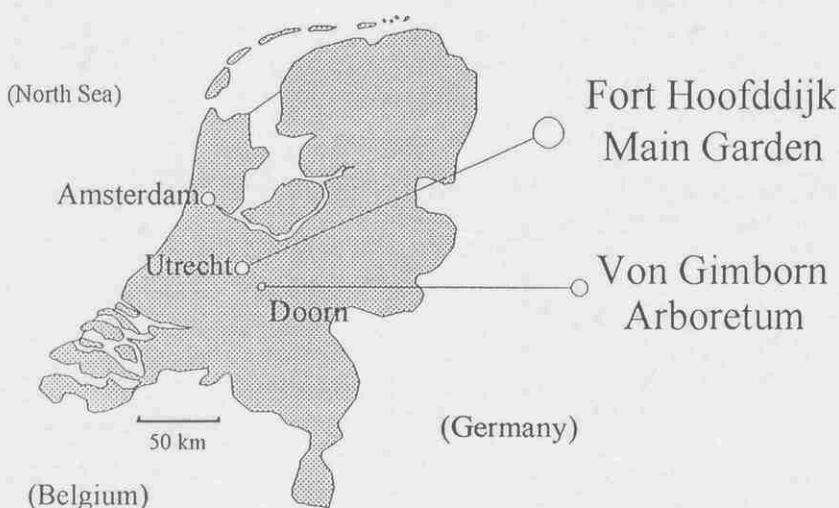 (North Sea)
Fort Hoofddijk
Main Garden
Amsterdam
Utrecht
Doorn
Von Gimborn
Arboretum
50 km
(Germany)
(Belgium)